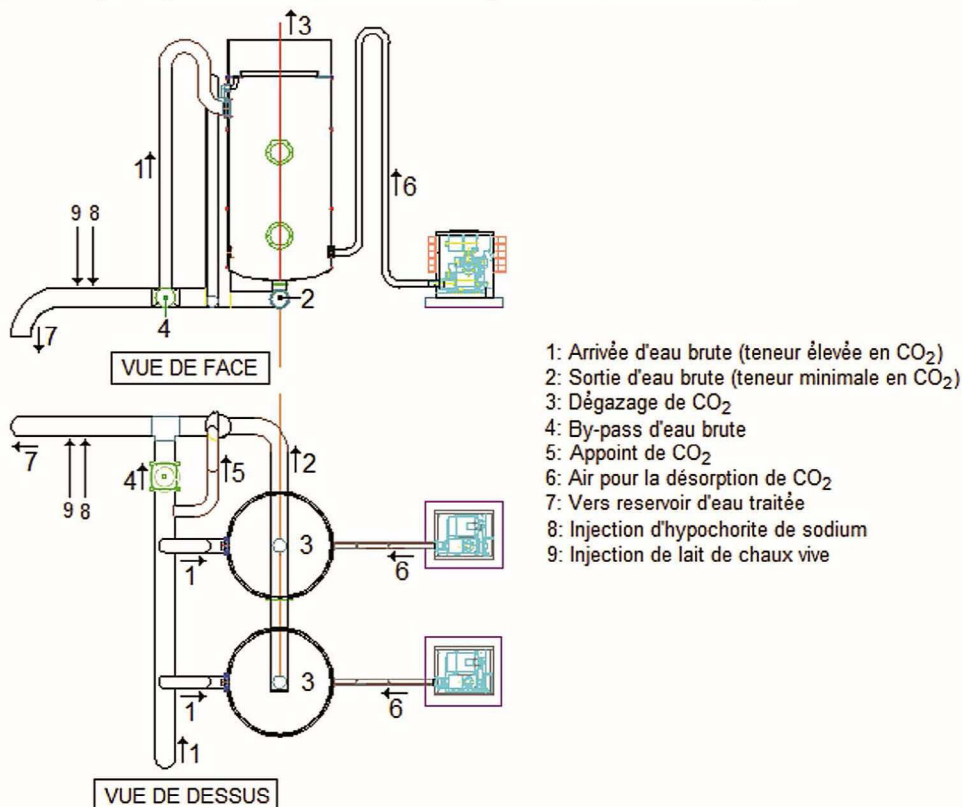 3
1
6
9 8
2
4
7
VUE DE FACE
1: Arrivée d'eau brute (teneur élevée en CO₂)
2: Sortie d'eau brute (teneur minimale en CO₂)
3: Dégazage de CO₂
4: By-pass d'eau brute
5: Appoint de CO₂
6: Air pour la désorption de CO₂
7: Vers reservoir d'eau traitée
8: Injection d'hypochorite de sodium
9: Injection de lait de chaux vive
7
9 8
4
5
2
3
1
6
3
1
6
1
VUE DE DESSUS